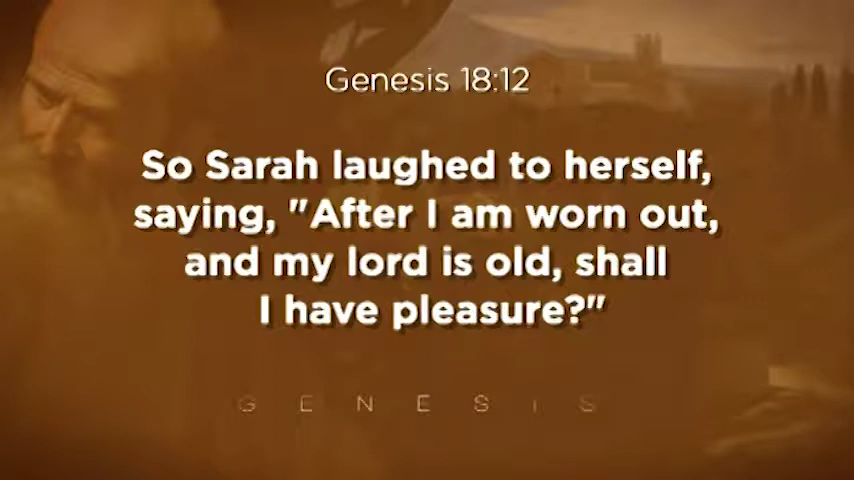 Genesis 18:12
So Sarah laughed to herself,
saying, "After I am worn out,
and my lord is old, shall
I have pleasure?"
GENESIS